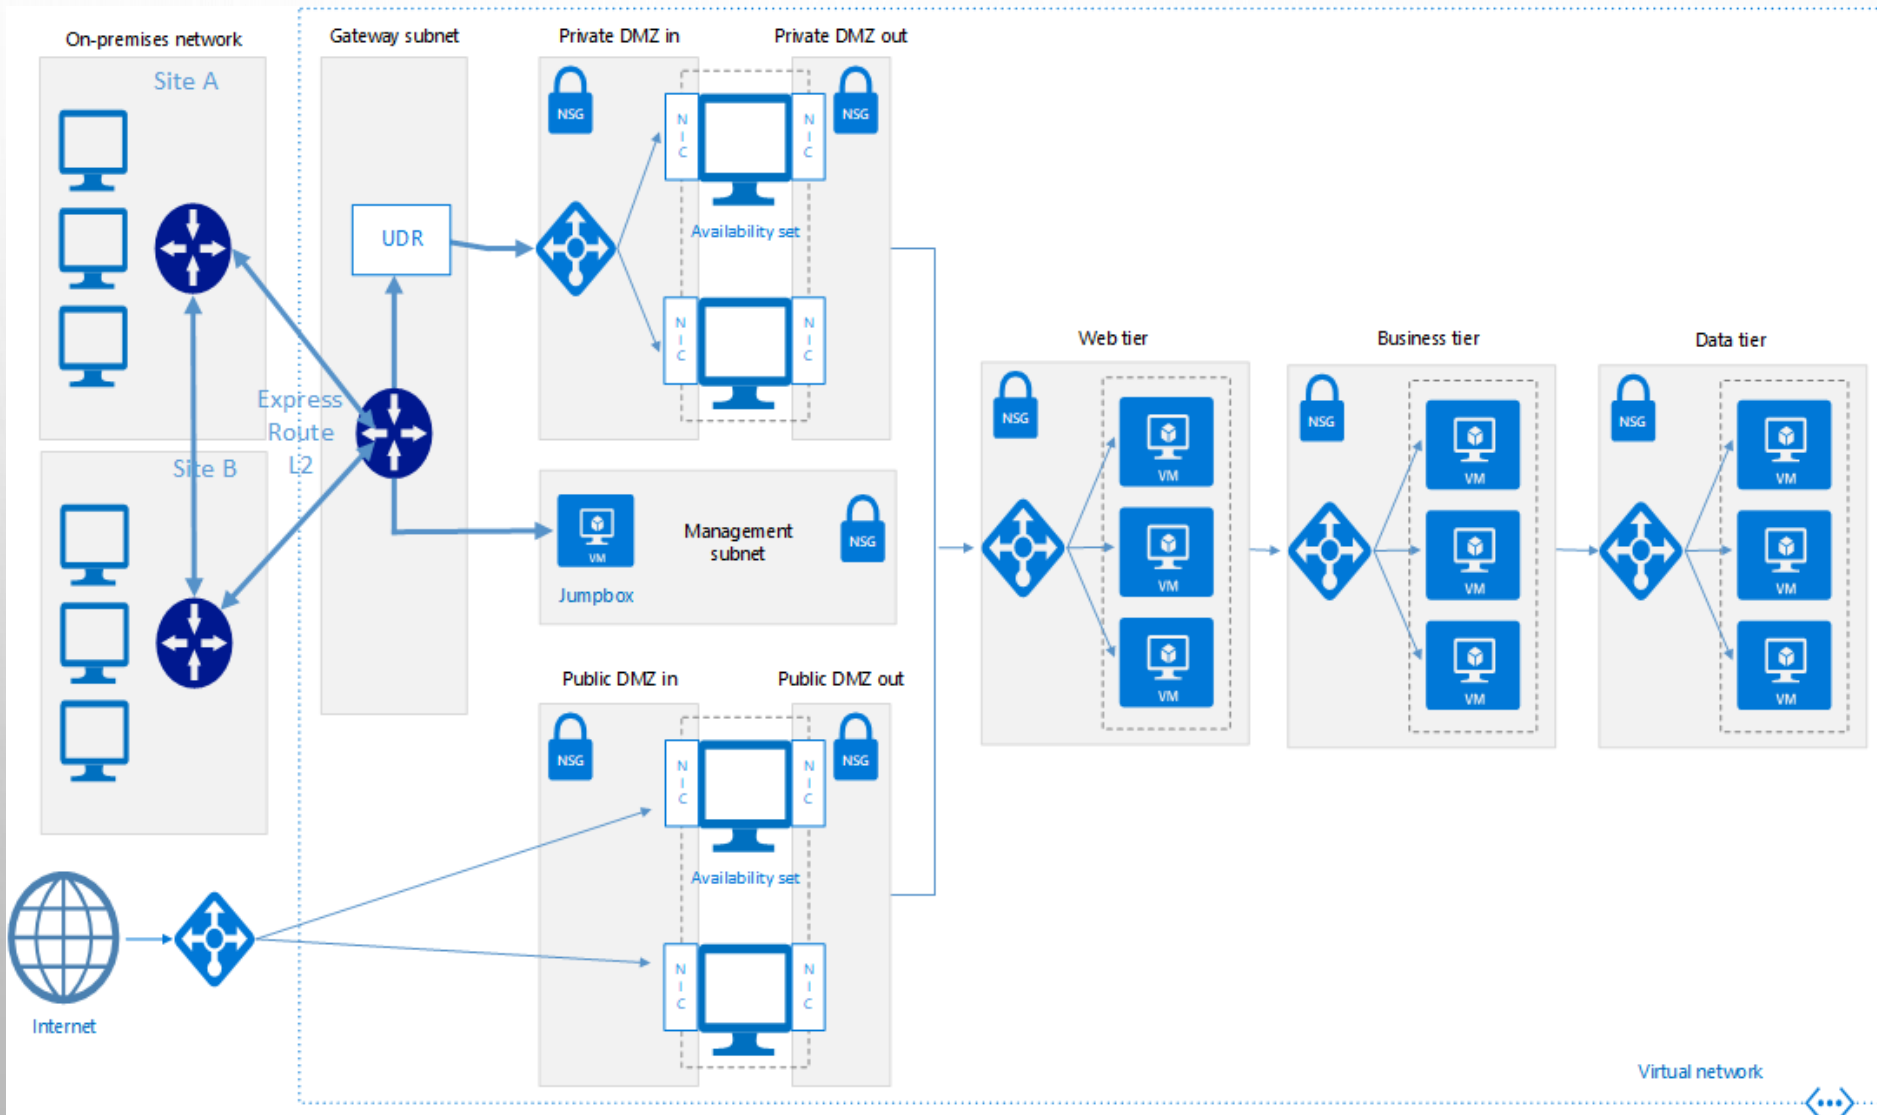 On-premises network
Gateway subnet
Private DMZ in
Private DMZ out
Site A
NSG
NSG
N
I
C
N
I
C
UDR
Availability set
N
I
C
N
I
C
Express
Route
L2
Site B
Web tier
Business tier
Data tier
NSG
NSG
NSG
VM
VM
VM
VM
VM
VM
VM
VM
VM
Management
subnet
NSG
VM
Jumpbox
Public DMZ in
Public DMZ out
NSG
NSG
N
I
C
N
I
C
Availability set
N
I
C
N
I
C
Internet
Virtual network